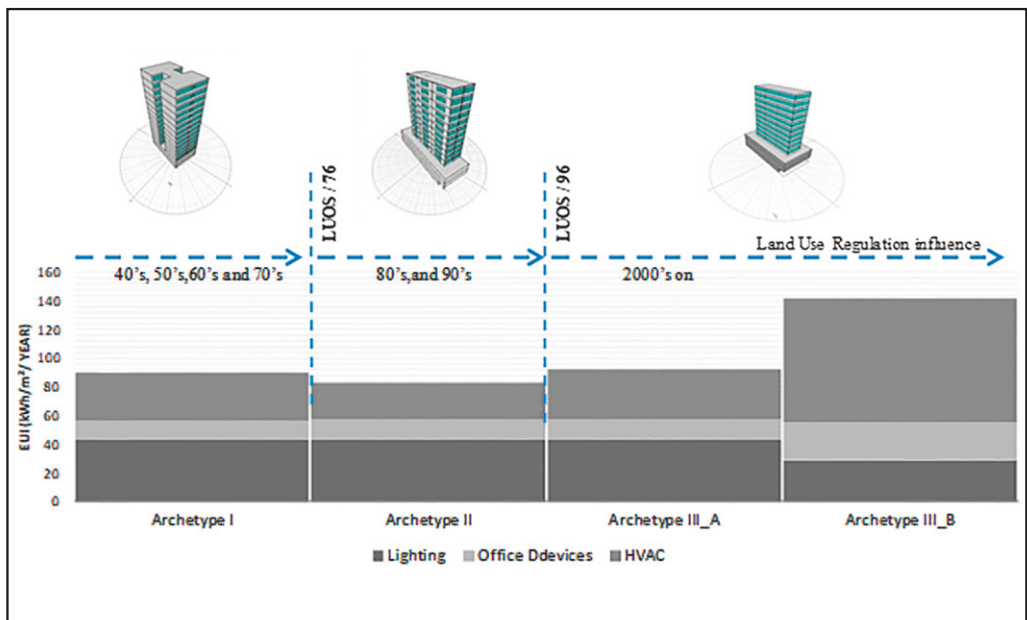 LUOS / 76
LUOS / 96
Land Use Regulation influence
40's, 50's,60's and 70's
80's,and 90's
2000's on
160
140
120
100
80
60
40
20
0
EUI (kWh/m²/ YEAR)
Archetype I
Archetype II
Archetype III_A
Archetype III_B
Lighting
Office Ddevices
HVAC